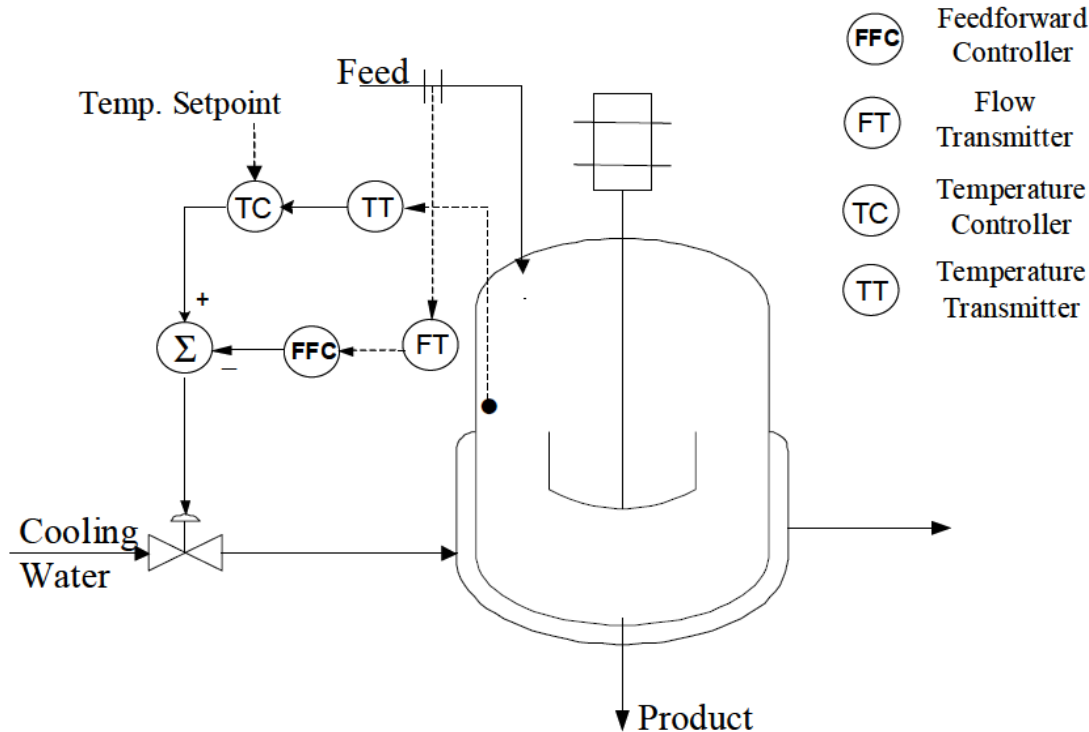 Feed
Temp. Setpoint
TC
TT
+
Σ
–
FFC
FT
Cooling
Water
Product
FFC
Feedforward
Controller
FT
Flow
Transmitter
TC
Temperature
Controller
TT
Temperature
Transmitter